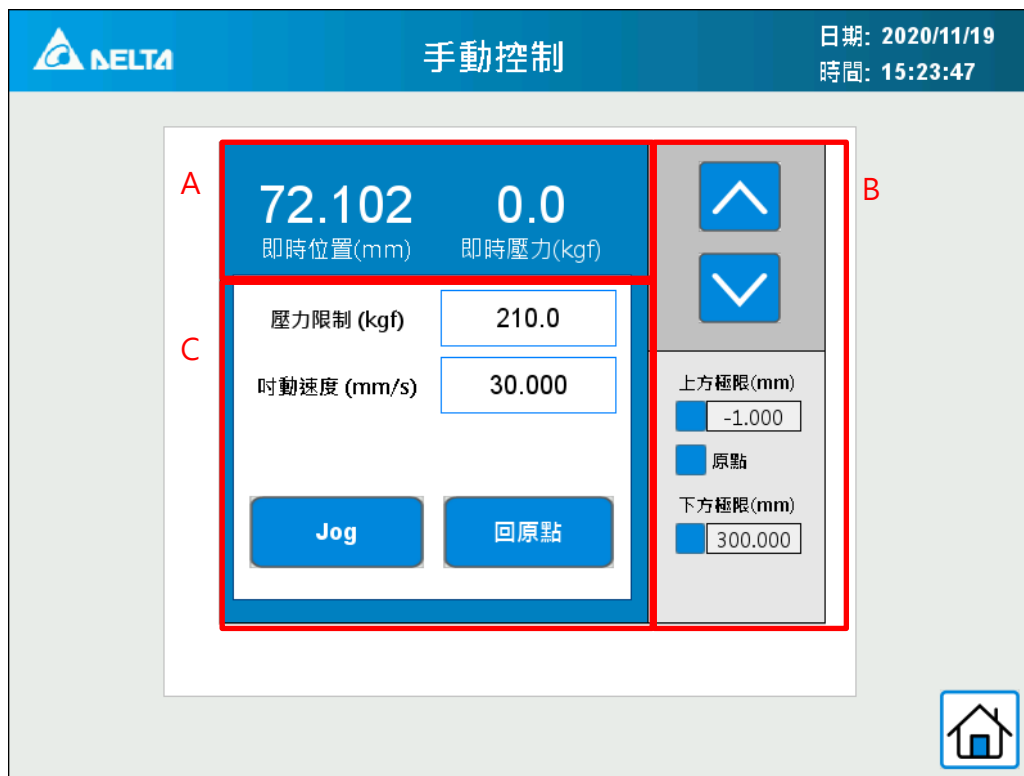 DELTA
手動控制
日期: 2020/11/19
時間: 15:23:47
A
72.102
0.0
即時位置(mm)
即時壓力(kgf)
B
C
壓力限制 (kgf)
210.0
吋動速度 (mm/s)
30.000
Jog
回原點
上方極限(mm)
-1.000
原點
下方極限(mm)
300.000